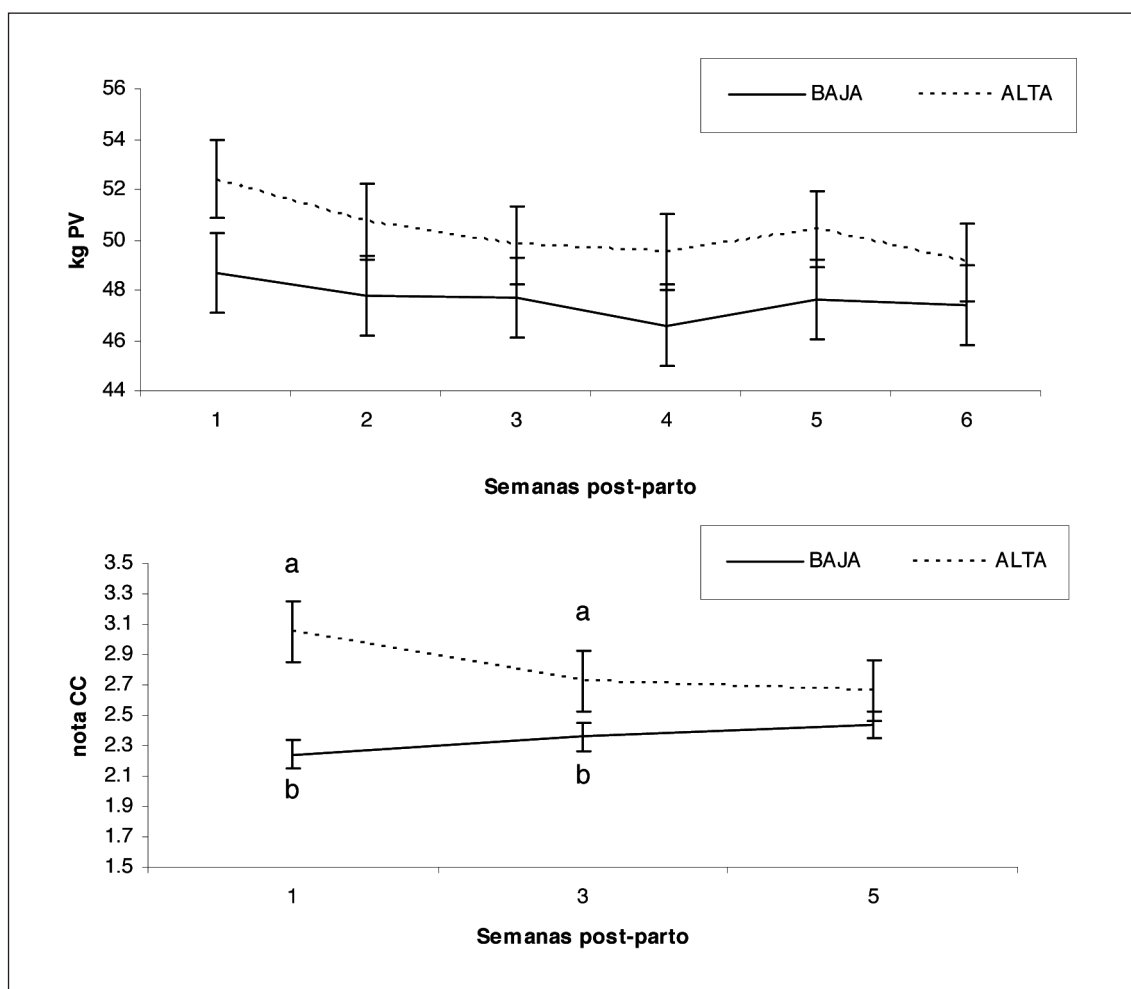 BAJA ALTA
56
54
52
50
48
46
44
kg PV
1 2 3 4 5 6
Semanas post-parto
BAJA ALTA
3.5
3.3
3.1
2.9
2.7
2.5
2.3
2.1
1.9
1.7
1.5
nota CC
a
a
b
b
1 3 5
Semanas post-parto